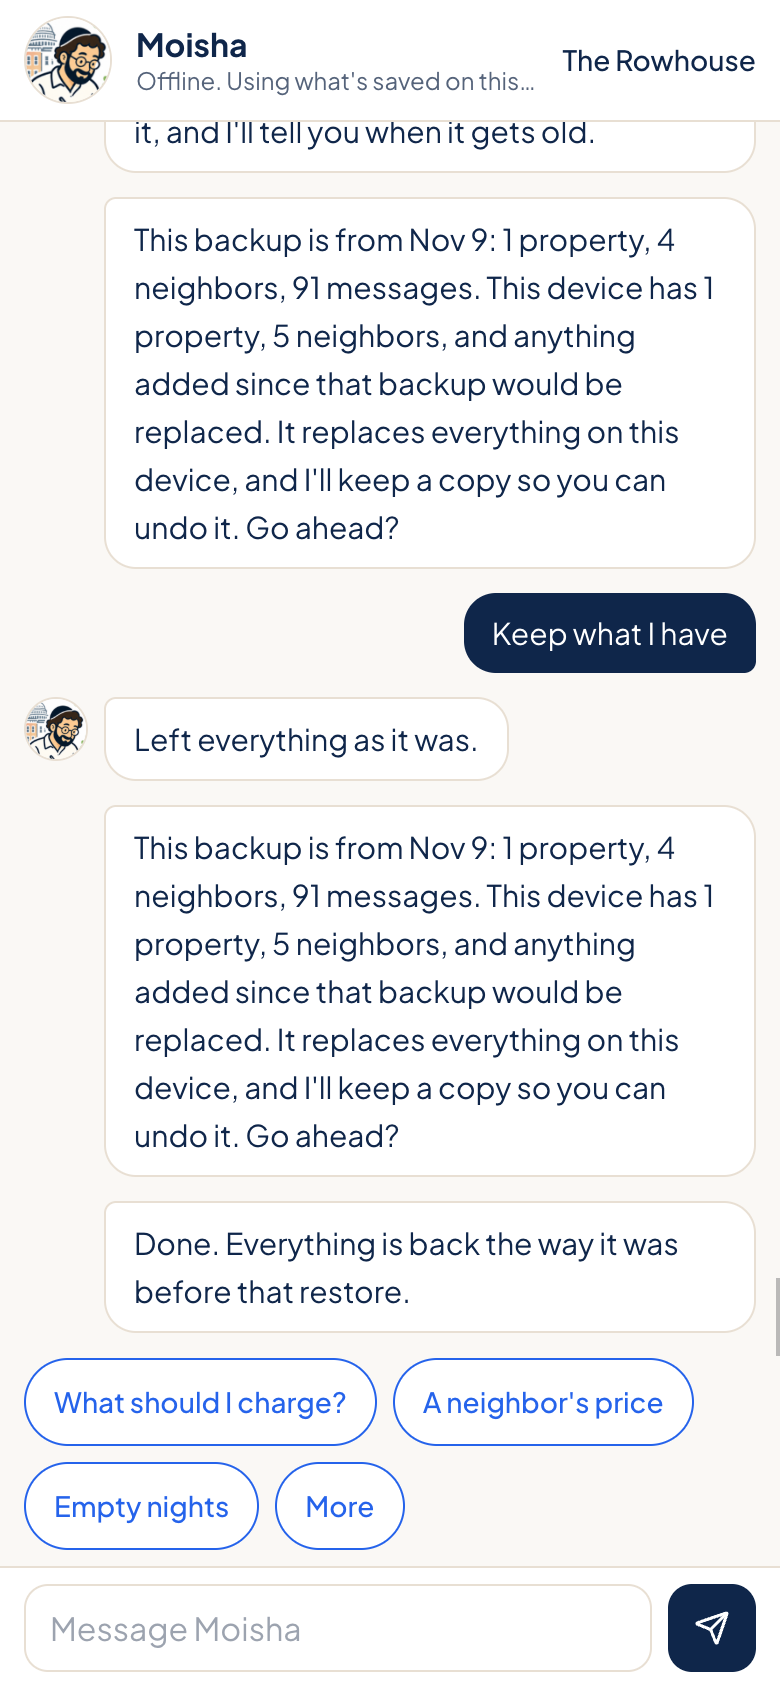 Moisha
Offline. Using what's saved on this...
The Rowhouse
it, and I'll tell you when it gets old.
This backup is from Nov 9: 1 property, 4
neighbors, 91 messages. This device has 1
property, 5 neighbors, and anything
added since that backup would be
replaced. It replaces everything on this
device, and I'll keep a copy so you can
undo it. Go ahead?
Keep what I have
Left everything as it was.
This backup is from Nov 9: 1 property, 4
neighbors, 91 messages. This device has 1
property, 5 neighbors, and anything
added since that backup would be
replaced. It replaces everything on this
device, and I'll keep a copy so you can
undo it. Go ahead?
Done. Everything is back the way it was
before that restore.
What should I charge?
A neighbor's price
Empty nights
More
Message Moisha